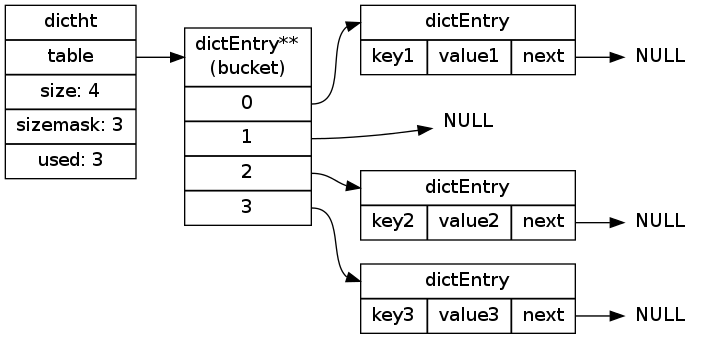 dictht
table
size: 4
sizemask: 3
used: 3
dictEntry**
(bucket)
0
1
2
3
dictEntry
key1 value1 next
NULL
NULL
dictEntry
key2 value2 next
NULL
dictEntry
key3 value3 next
NULL